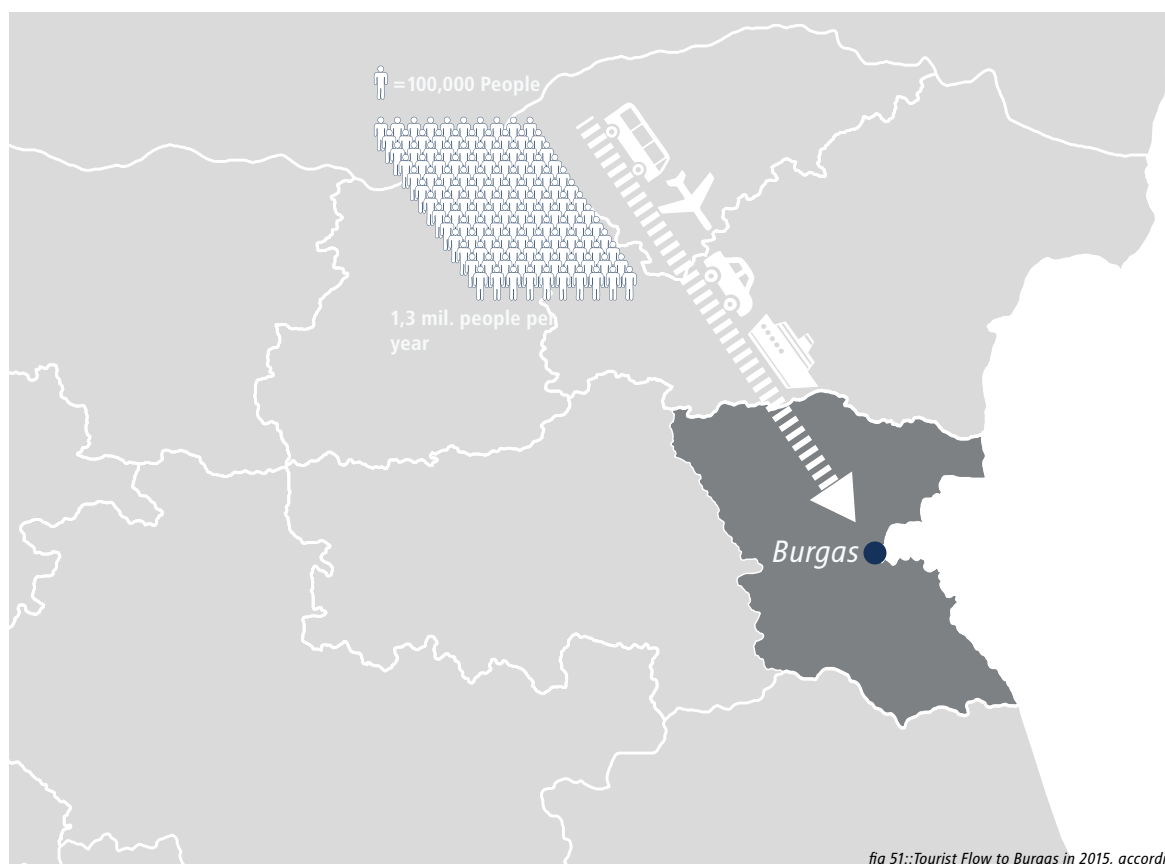 =100,000 People
1,3 mil. people per
year
Burgas
fig 51::Tourist Flow to Burgas in 2015, accordi